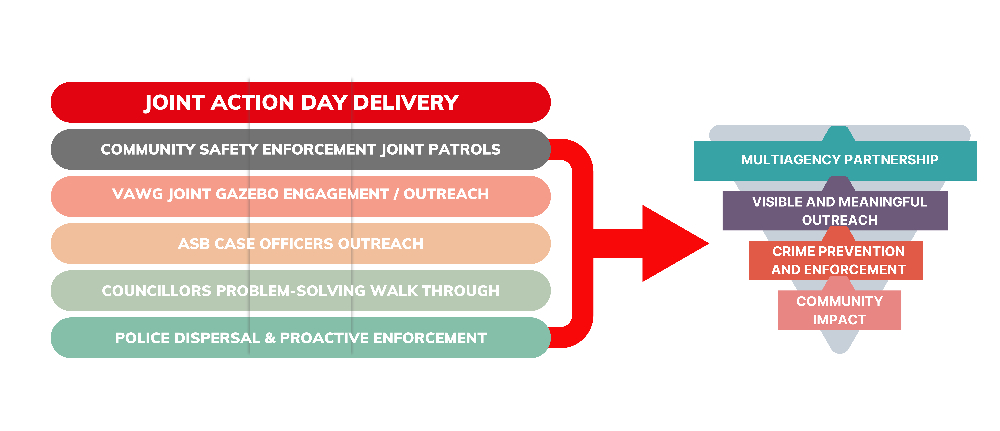 JOINT ACTION DAY DELIVERY
COMMUNITY SAFETY ENFORCEMENT JOINT PATROLS
VAWG JOINT GAZEBO ENGAGEMENT / OUTREACH
ASB CASE OFFICERS OUTREACH
COUNCILLORS PROBLEM-SOLVING WALK THROUGH
POLICE DISPERSAL & PROACTIVE ENFORCEMENT
MULTIAGENCY PARTNERSHIP
VISIBLE AND MEANINGFUL
OUTREACH
CRIME PREVENTION
AND ENFORCEMENT
COMMUNITY
IMPACT